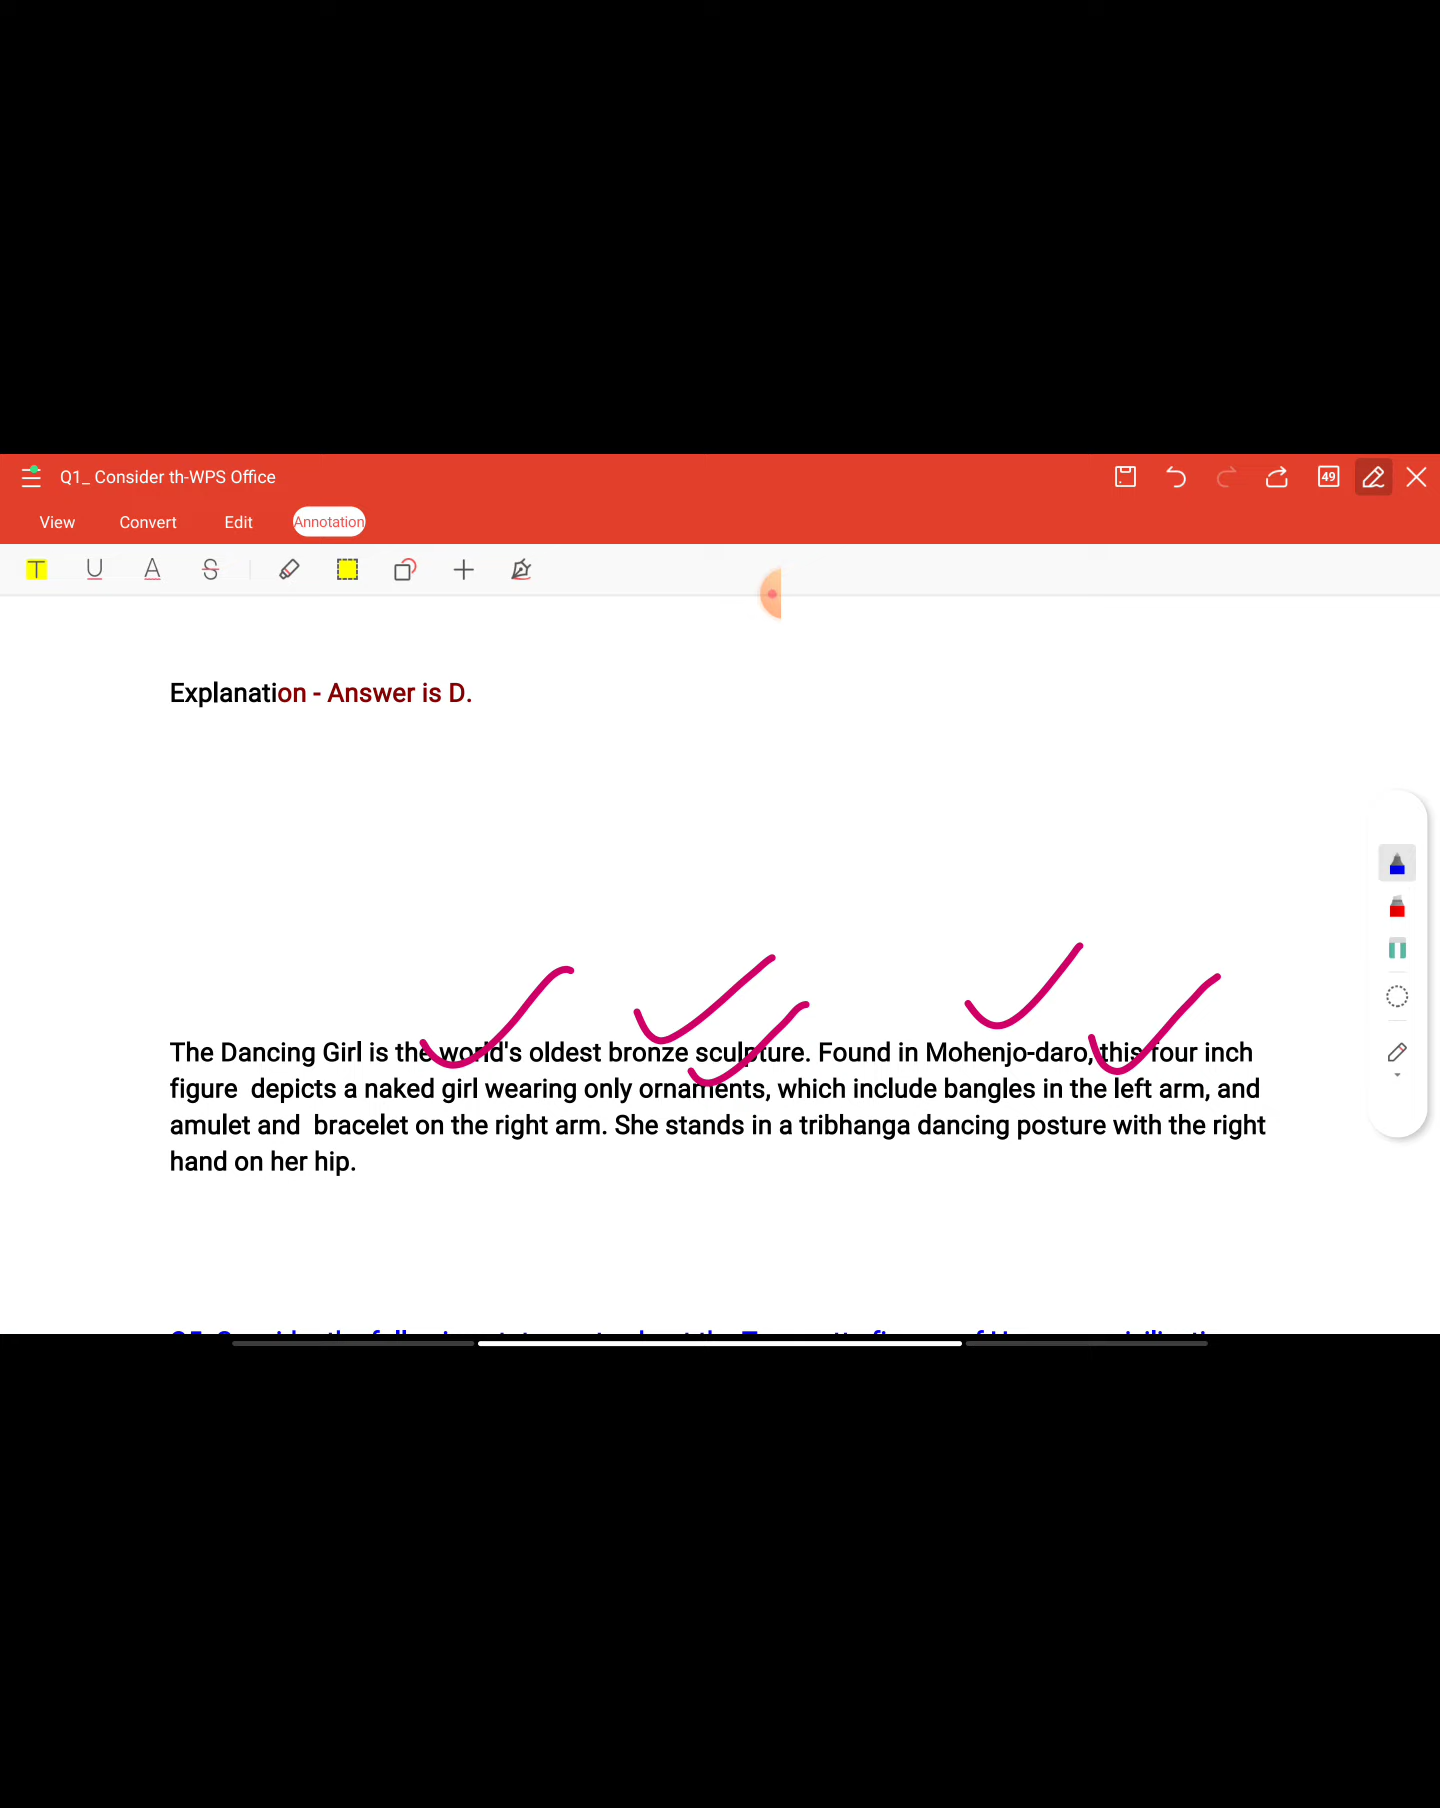 Q1_ Consider th-WPS Office
49
View Convert Edit Annotation
T U A S
Explanation - Answer is D.
The Dancing Girl is the world's oldest bronze sculpture. Found in Mohenjo-daro, this four inch
figure depicts a naked girl wearing only ornaments, which include bangles in the left arm, and
amulet and bracelet on the right arm. She stands in a tribhanga dancing posture with the right
hand on her hip.